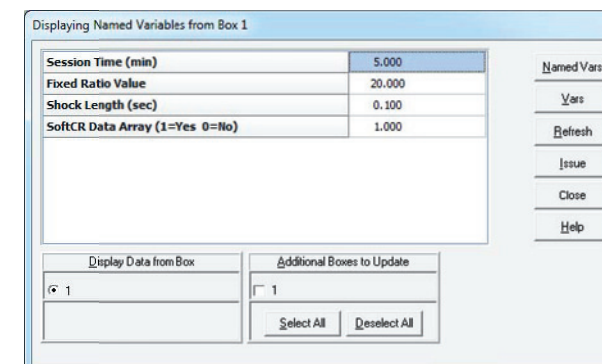 Displaying Named Variables from Box 1
Session Time (min) 5.000
Fixed Ratio Value 20.000
Shock Length (sec) 0.100
SoftCR Data Array (1=Yes 0=No) 1.000
Named Vars
Vars
Refresh
Issue
Close
Help
Display Data from Box
1
Additional Boxes to Update
1
Select All Deselect All